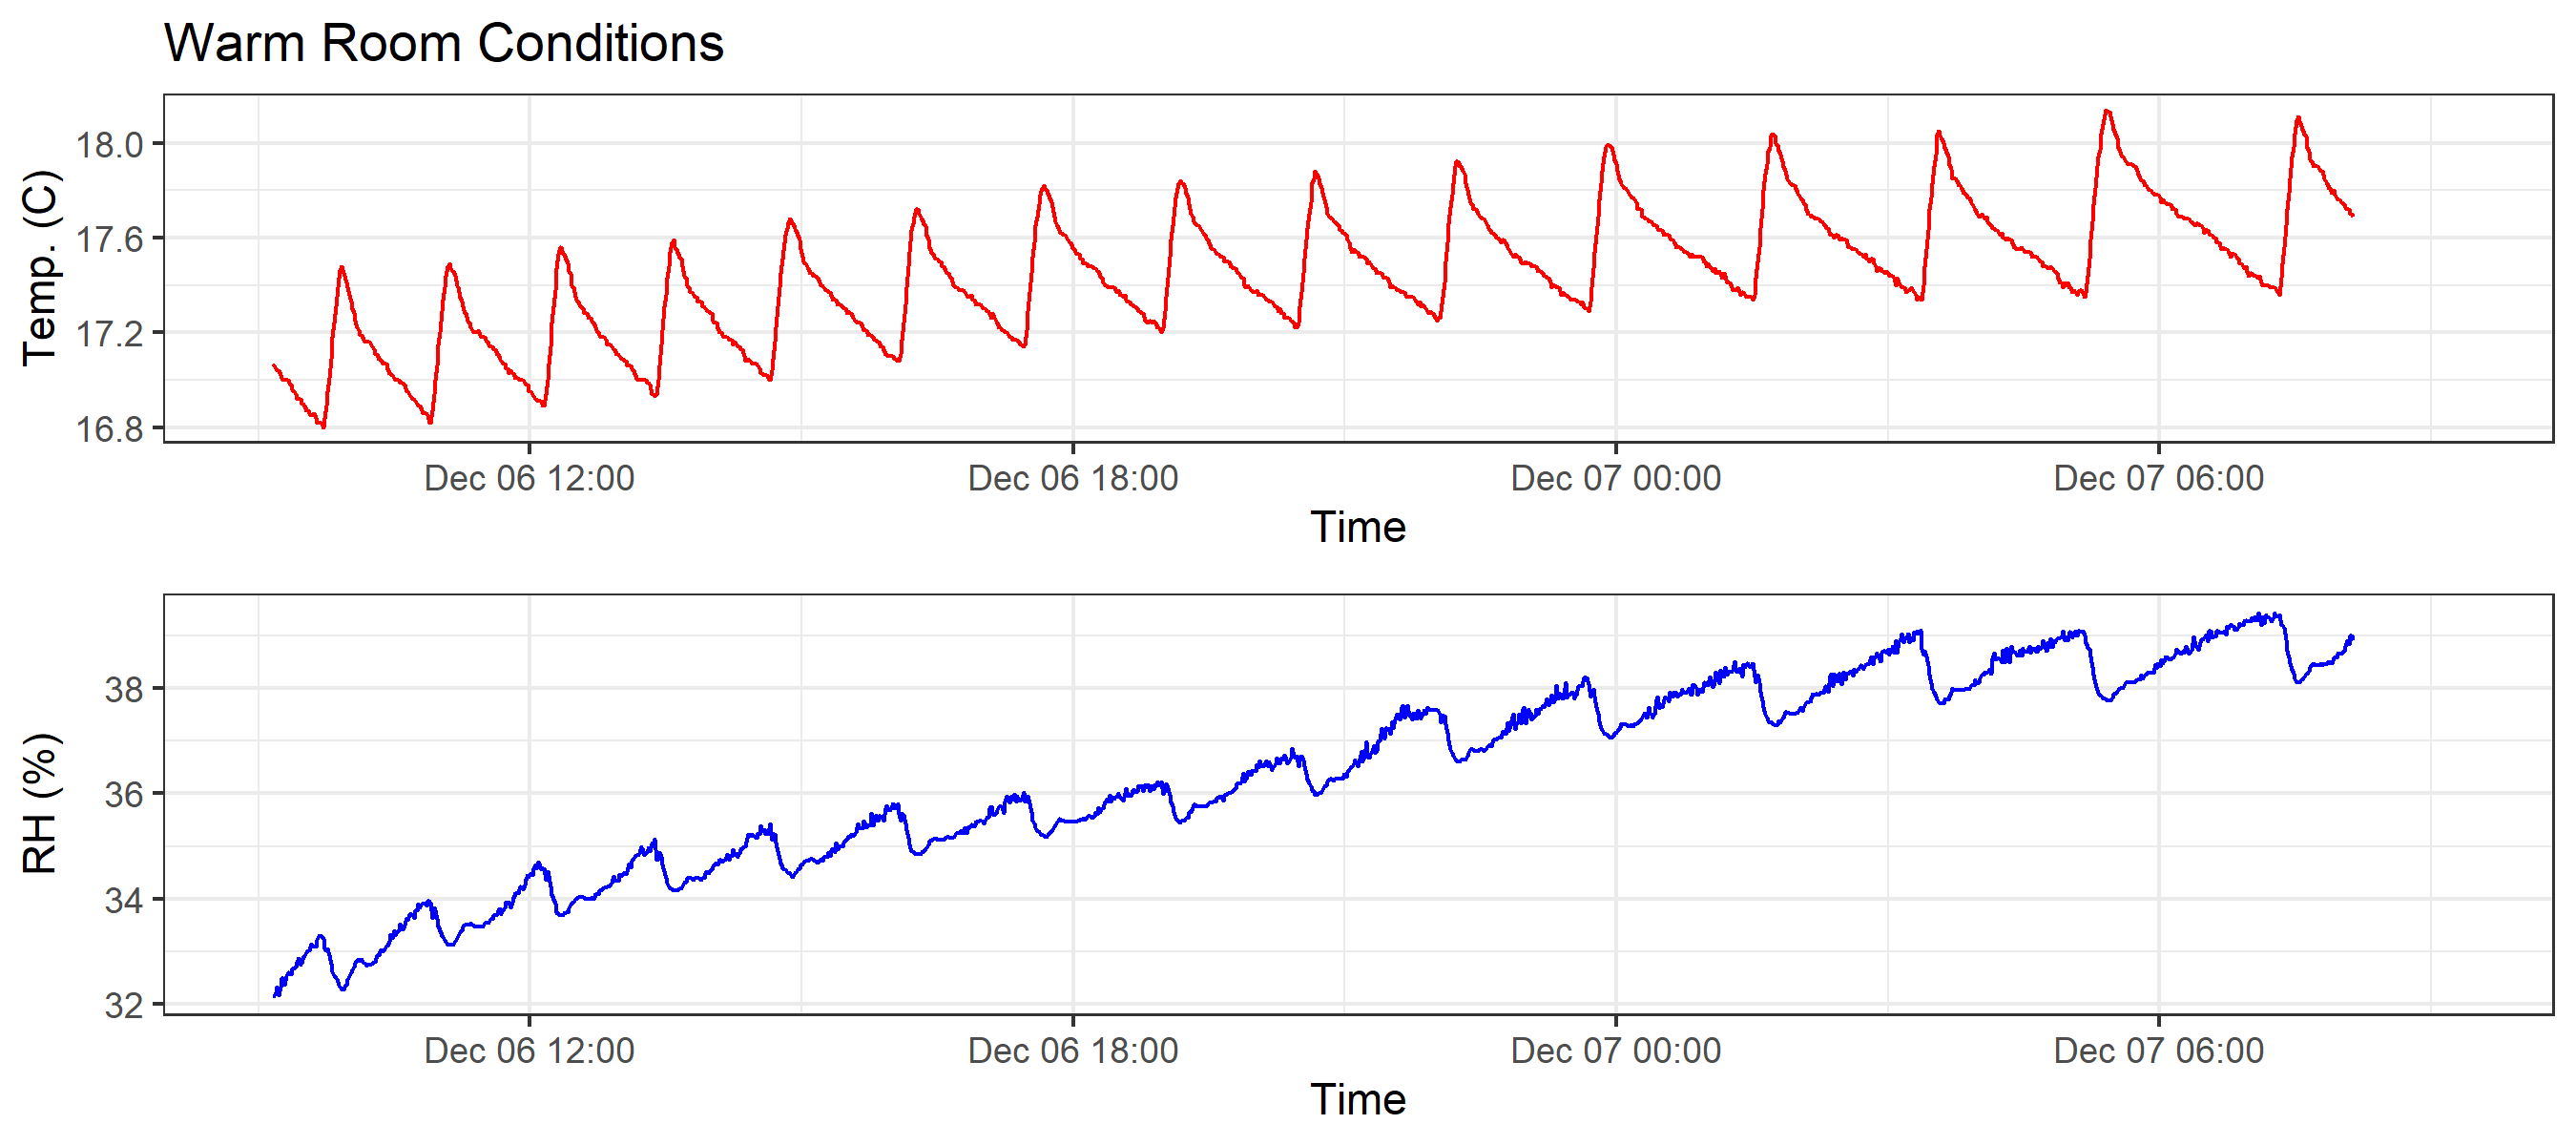 Warm Room Conditions
Temp. (C)
18.0
17.6
17.2
16.8
Dec 06 12:00 Dec 06 18:00 Dec 07 00:00 Dec 07 06:00
Time
RH (%)
38
36
34
32
Dec 06 12:00 Dec 06 18:00 Dec 07 00:00 Dec 07 06:00
Time